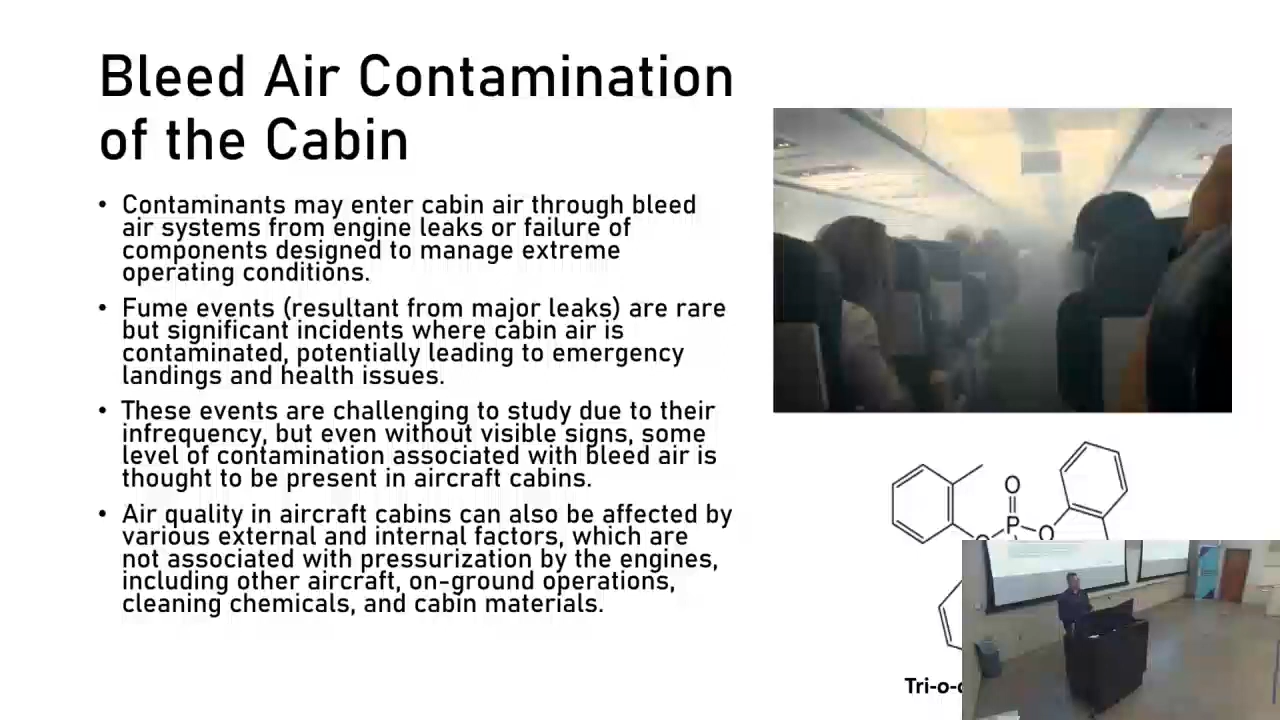 Bleed Air Contamination
of the Cabin
• Contaminants may enter cabin air through bleed
air systems from engine leaks or failure of
components designed to manage extreme
operating conditions.
• Fume events (resultant from major leaks) are rare
but significant incidents where cabin air is
contaminated, potentially leading to emergency
landings and health issues.
• These events are challenging to study due to their
infrequency, but even without visible signs, some
level of contamination associated with bleed air is
thought to be present in aircraft cabins.
• Air quality in aircraft cabins can also be affected by
various external and internal factors, which are
not associated with pressurization by the engines,
including other aircraft, on-ground operations,
cleaning chemicals, and cabin materials.
O
P
O
Tri-o-